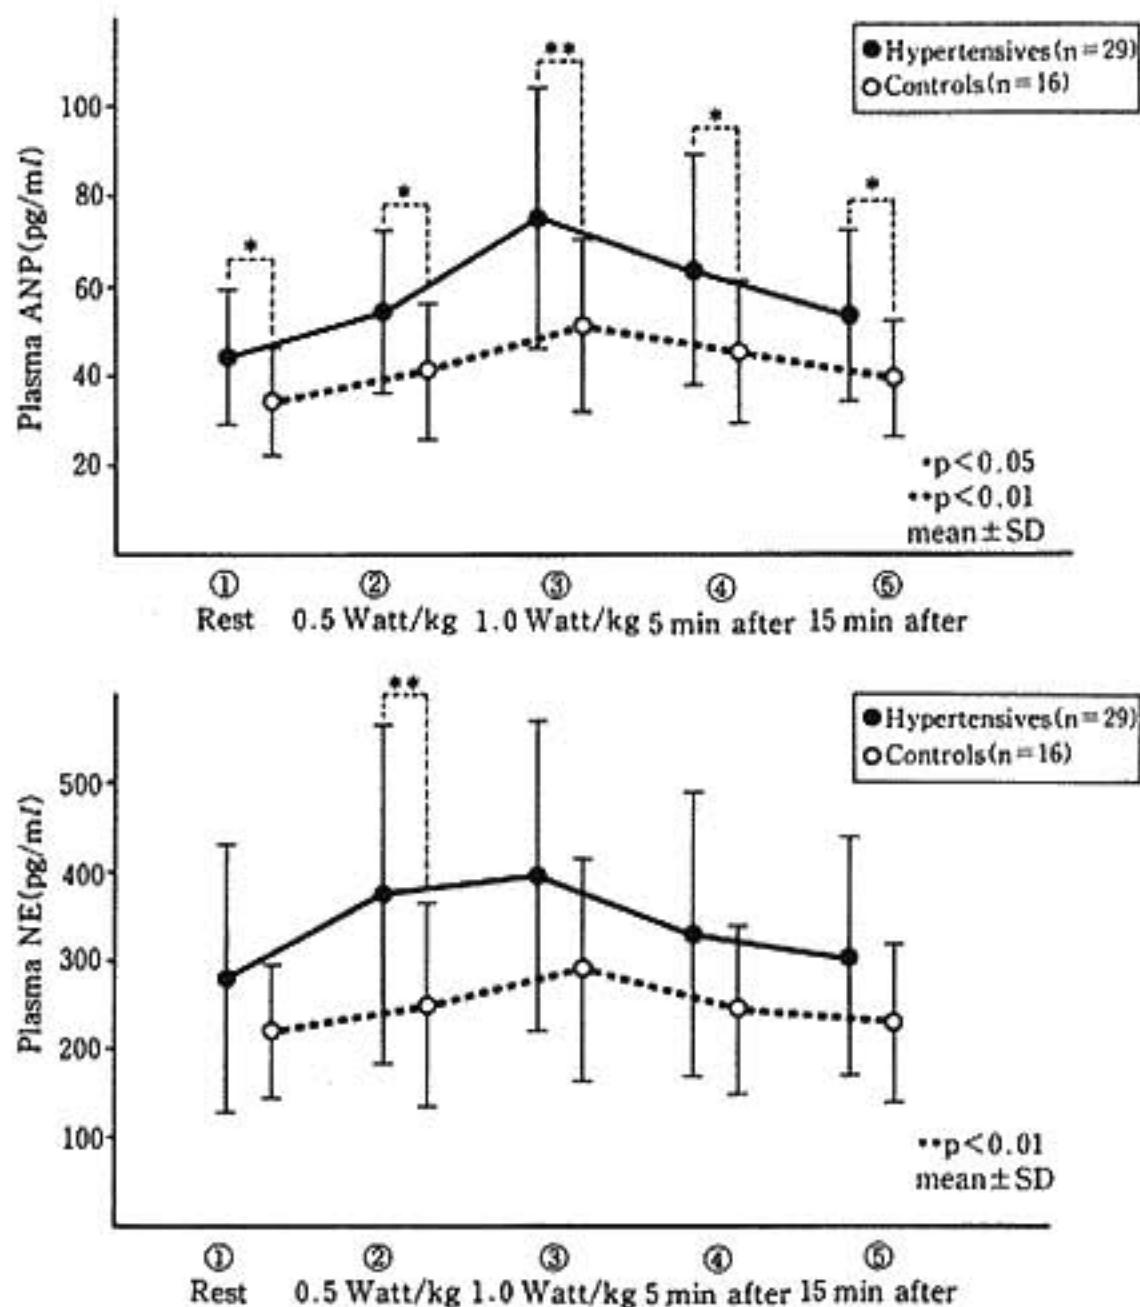 Hypertensives(n=29)
Controls(n=16)
Plasma ANP(pg/ml)
100
80
60
40
20
*
*
**
*
*
*p<0.05
**p<0.01
mean±SD
① ② ③ ④ ⑤
Rest 0.5 Watt/kg 1.0 Watt/kg 5 min after 15 min after
**
Hypertensives(n=29)
Controls(n=16)
Plasma NE(pg/ml)
500
400
300
200
100
**p<0.01
mean±SD
① ② ③ ④ ⑤
Rest 0.5 Watt/kg 1.0 Watt/kg 5 min after 15 min after